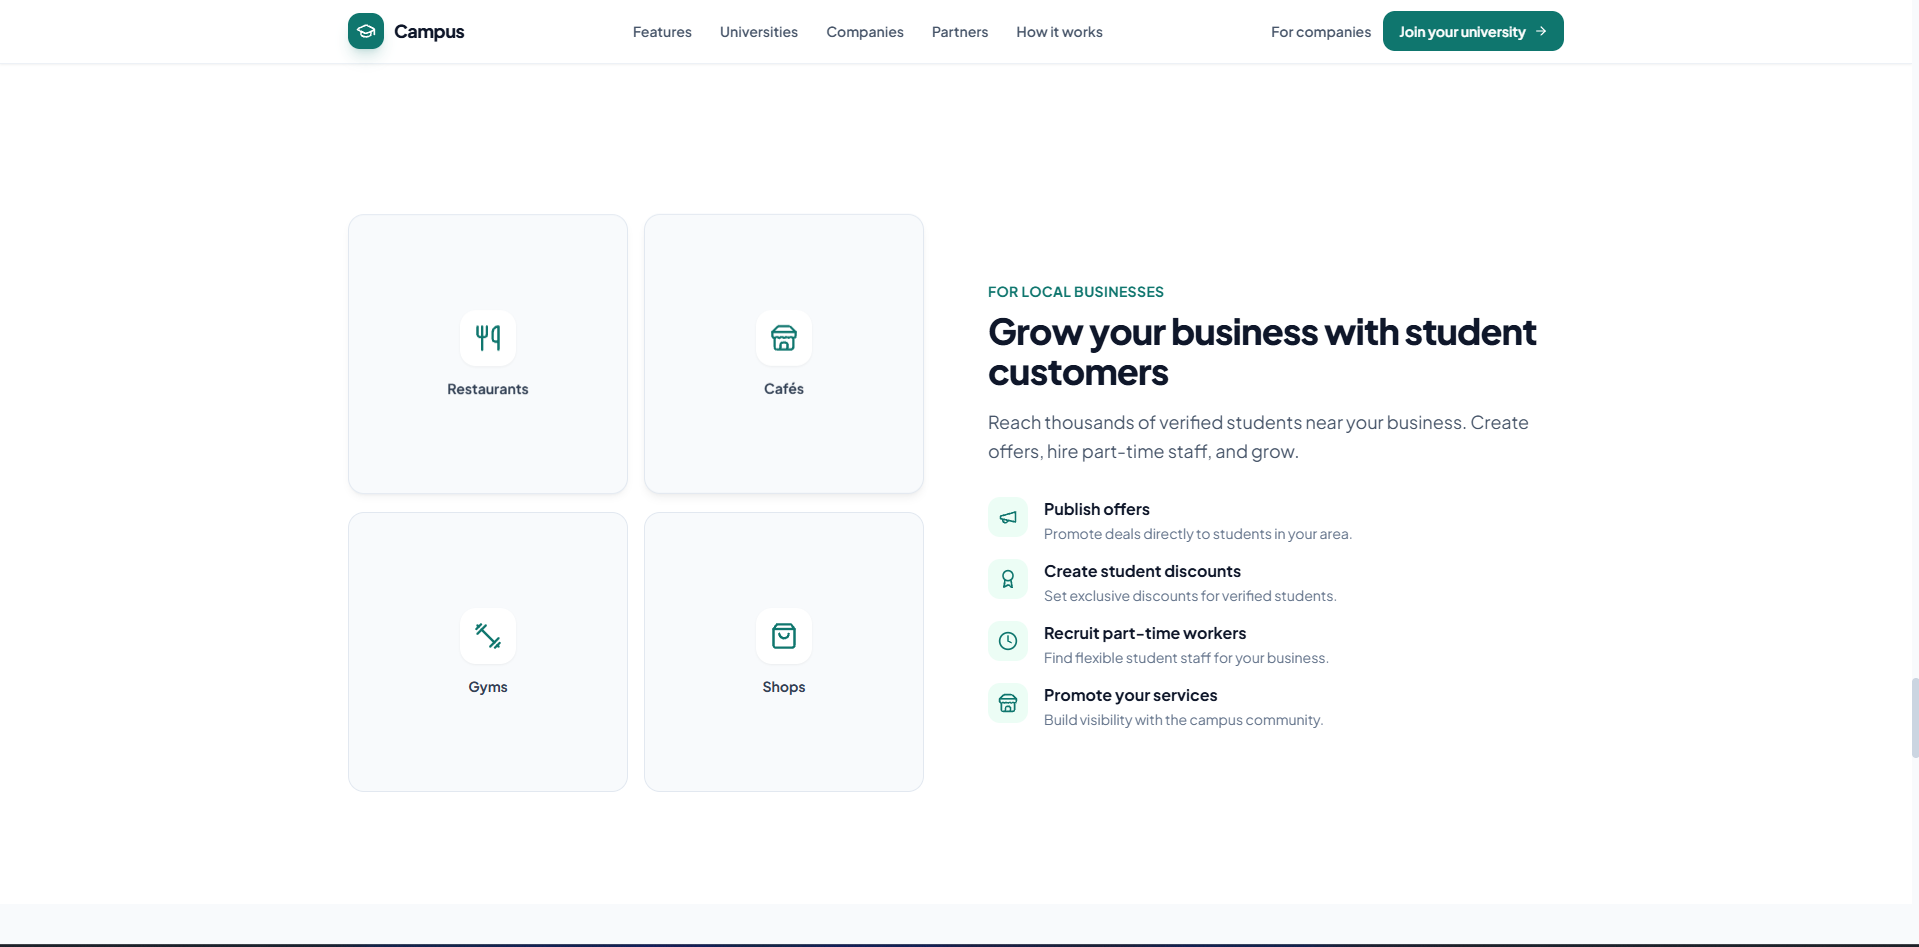 Campus
Features
Universities
Companies
Partners
How it works
For companies
Join your university
Restaurants
Cafés
Gyms
Shops
FOR LOCAL BUSINESSES
Grow your business with student
customers
Reach thousands of verified students near your business. Create
offers, hire part-time staff, and grow.
Publish offers
Promote deals directly to students in your area.
Create student discounts
Set exclusive discounts for verified students.
Recruit part-time workers
Find flexible student staff for your business.
Promote your services
Build visibility with the campus community.